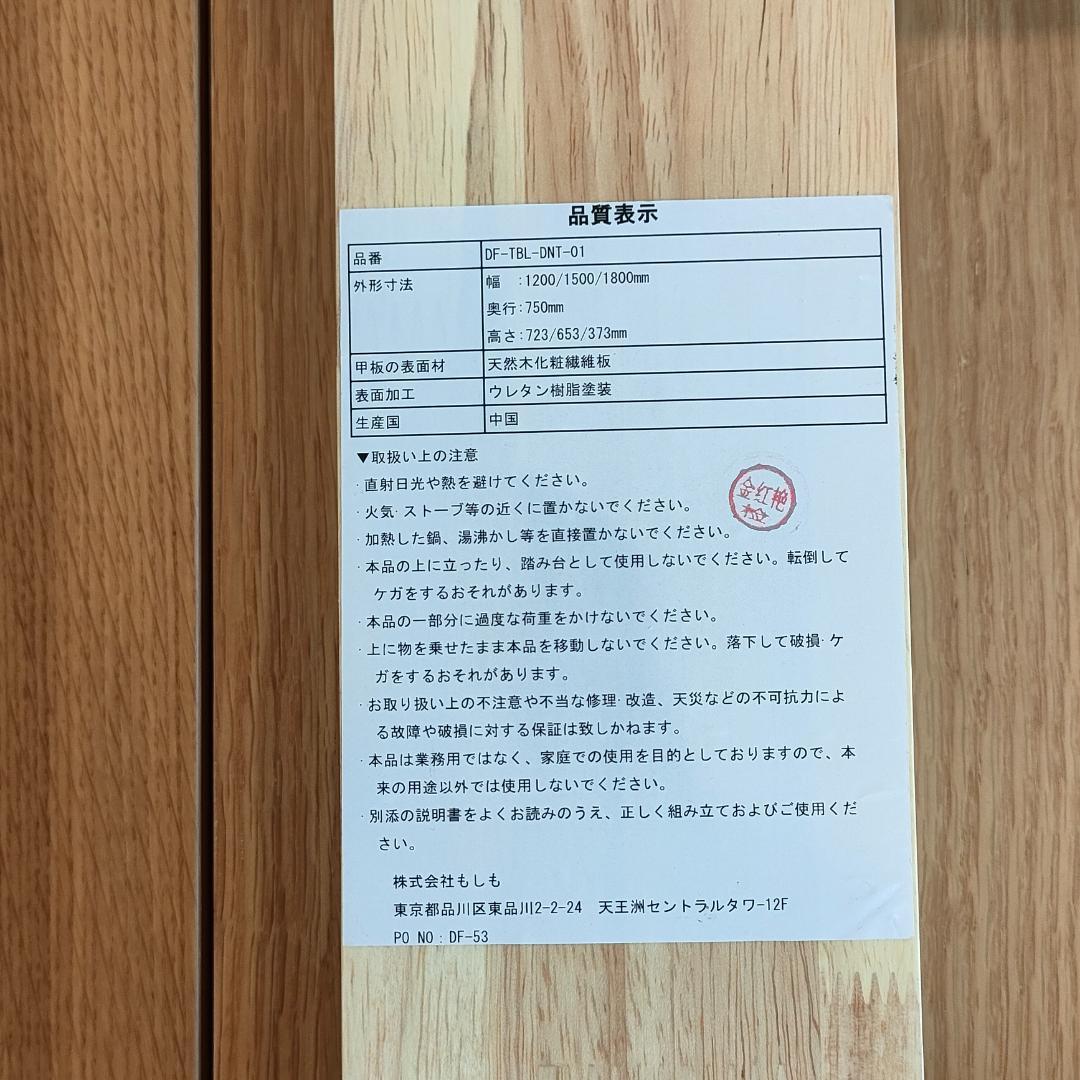 品質表示
品番 DF-TBL-DNT-01
外形寸法 幅 :1200/1500/1800mm
奥行:750mm
高さ:723/653/373mm
甲板の表面材 天然木化粧繊維板
表面加工 ウレタン樹脂塗装
生産国 中国
▼取扱い上の注意
・直射日光や熱を避けてください。
・火気・ストーブ等の近くに置かないでください。
・加熱した鍋、湯沸かし等を直接置かないでください。
・本品の上に立ったり、踏み台として使用しないでください。転倒して
ケガをするおそれがあります。
・本品の一部分に過度な荷重をかけないでください。
・上に物を乗せたまま本品を移動しないでください。落下して破損・ケ
ガをするおそれがあります。
・お取り扱い上の不注意や不当な修理・改造、天災などの不可抗力によ
る故障や破損に対する保証は致しかねます。
・本品は業務用ではなく、家庭での使用を目的としておりますので、本
来の用途以外では使用しないでください。
・別添の説明書をよくお読みのうえ、正しく組み立ておよびご使用くだ
さい。
株式会社もしも
東京都品川区東品川2-2-24 天王洲セントラルタワー12F
PO NO：DF-53